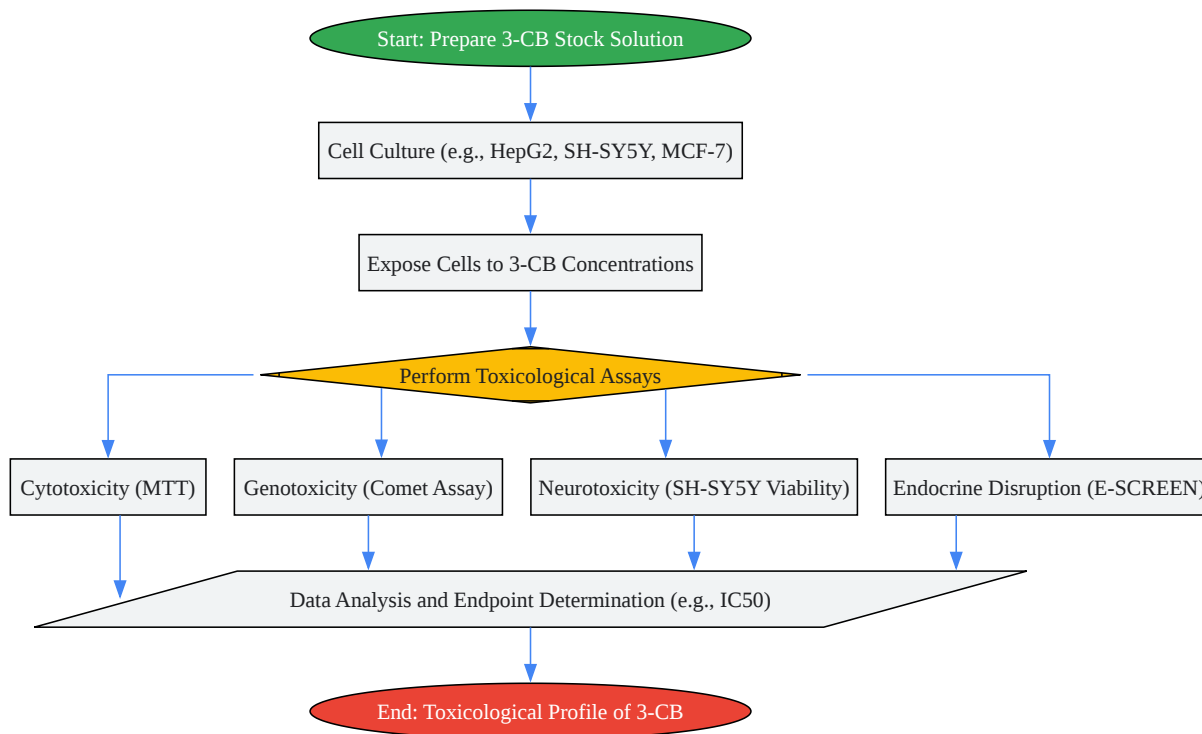 Start: Prepare 3-CB Stock Solution
Cell Culture (e.g., HepG2, SH-SY5Y, MCF-7)
Expose Cells to 3-CB Concentrations
Perform Toxicological Assays
Cytotoxicity (MTT)
Genotoxicity (Comet Assay)
Neurotoxicity (SH-SY5Y Viability)
Endocrine Disruption (E-SCREEN)
Data Analysis and Endpoint Determination (e.g., IC50)
End: Toxicological Profile of 3-CB